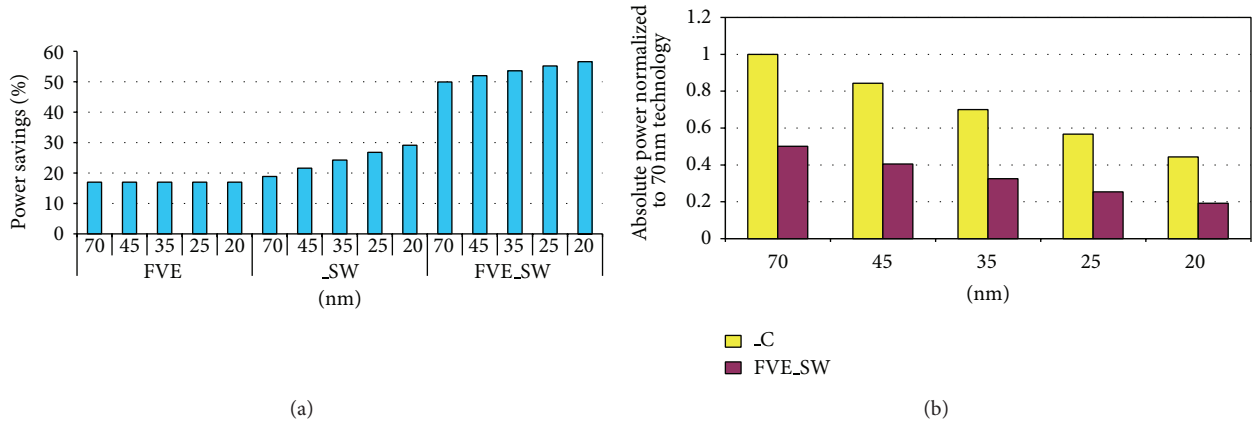 Power savings (%)
60
50
40
30
20
10
0
70 45 35 25 20 70 45 35 25 20 70 45 35 25 20
FVE _SW FVE_SW
(nm)
(a)
Absolute power normalized
to 70 nm technology
1.2
1
0.8
0.6
0.4
0.2
0
70 45 35 25 20
(nm)
_C
FVE_SW
(b)